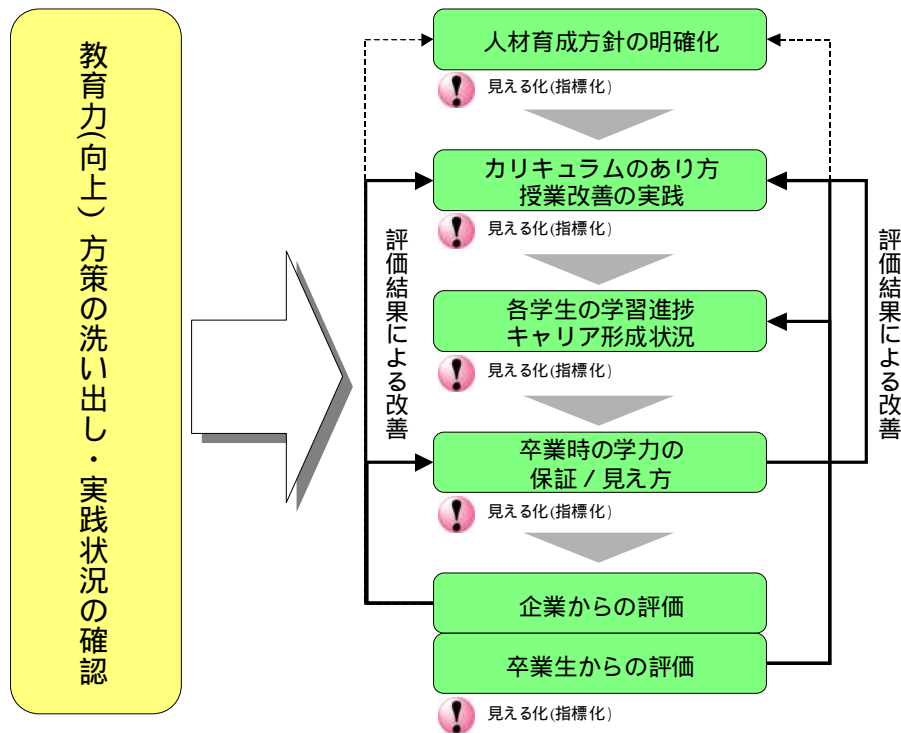 教育力(向上) 方策の洗い出し・実践状況の確認
人材育成方針の明確化
見える化(指標化)
カリキュラムのあり方
授業改善の実践
見える化(指標化)
評価結果による改善
評価結果による改善
各学生の学習進捗
キャリア形成状況
見える化(指標化)
卒業時の学力の
保証／見え方
見える化(指標化)
企業からの評価
卒業生からの評価
見える化(指標化)